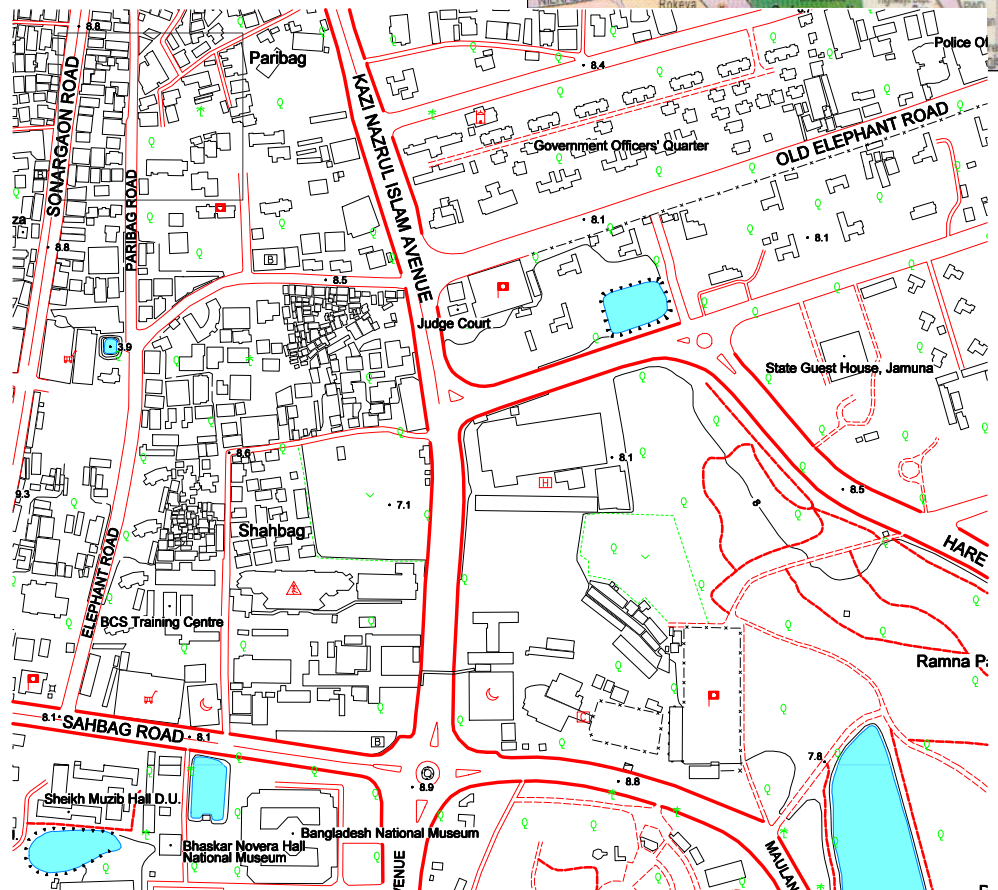 Rokeya
8.8
Paribag
8.4
Police Of
SONARGAON ROAD
KAZI NAZRUL ISLAM AVENUE
Government Officers' Quarter
OLD ELEPHANT ROAD
PARIBAG ROAD
za
8.8
8.1
8.1
B
8.5
Judge Court
3.9
State Guest House, Jamuna
8.6
8.1
H
9.3
7.1
8
8.5
Shahbag
HARE
ELEPHANT ROAD
BCS Training Centre
Ramna Pa
8.1
SAHBAG ROAD
8.1
B
C
7.8
8.9
8.8
Sheikh Muzib Hall D.U.
Bangladesh National Museum
Bhaskar Novera Hall
National Museum
VENUE
MAULAN